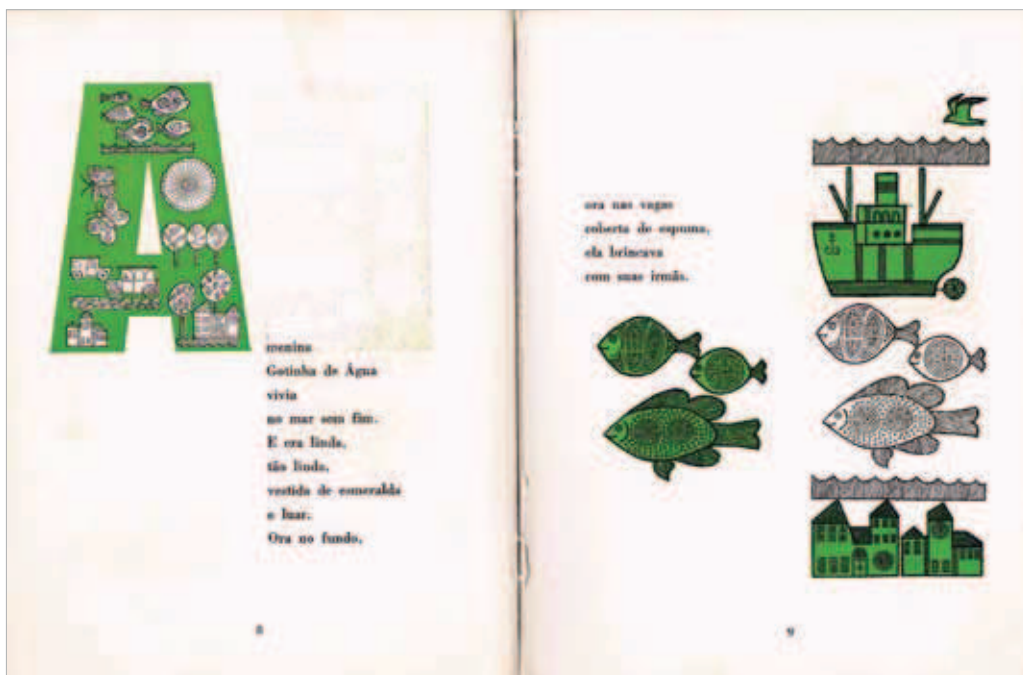 A
menina
Gotinha de Água
vivia
no mar sem fim.
E era linda,
tão linda,
vestida de esmeralda
e luar.
Ora no fundo,
8
ora nas vagas
coberta de espuma,
ela brincava
com suas irmãs.
9